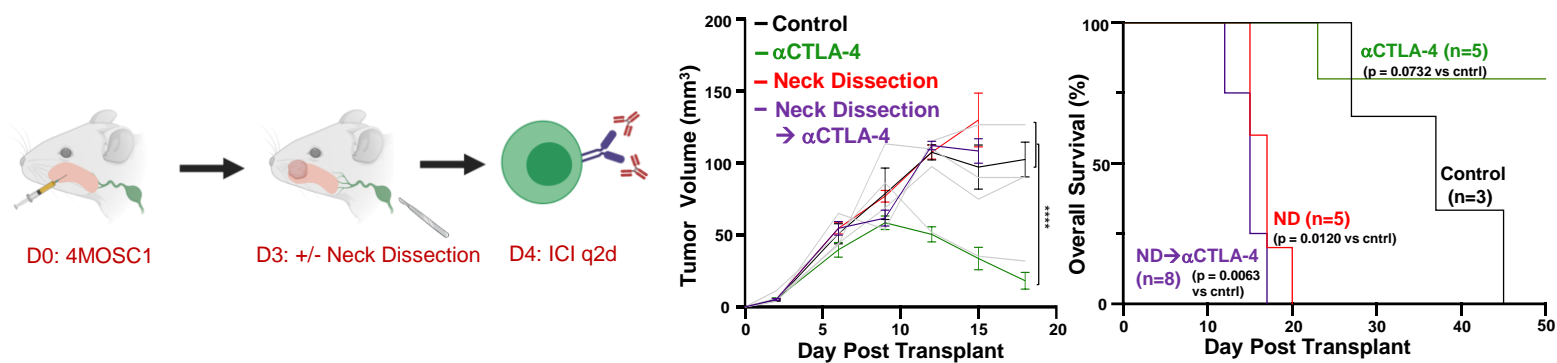 D0: 4MOSC1
D3: +/- Neck Dissection
D4: ICI q2d
Tumor Volume (mm³)
200
150
100
50
0
0 5 10 15 20
Day Post Transplant
Control
αCTLA-4
Neck Dissection
Neck Dissection
→ αCTLA-4
****
Overall Survival (%)
100
50
0
0 10 20 30 40 50
Day Post Transplant
αCTLA-4 (n=5)
(p = 0.0732 vs cntrl)
Control
(n=3)
ND (n=5)
(p = 0.0120 vs cntrl)
ND→αCTLA-4
(n=8) (p = 0.0063
vs cntrl)